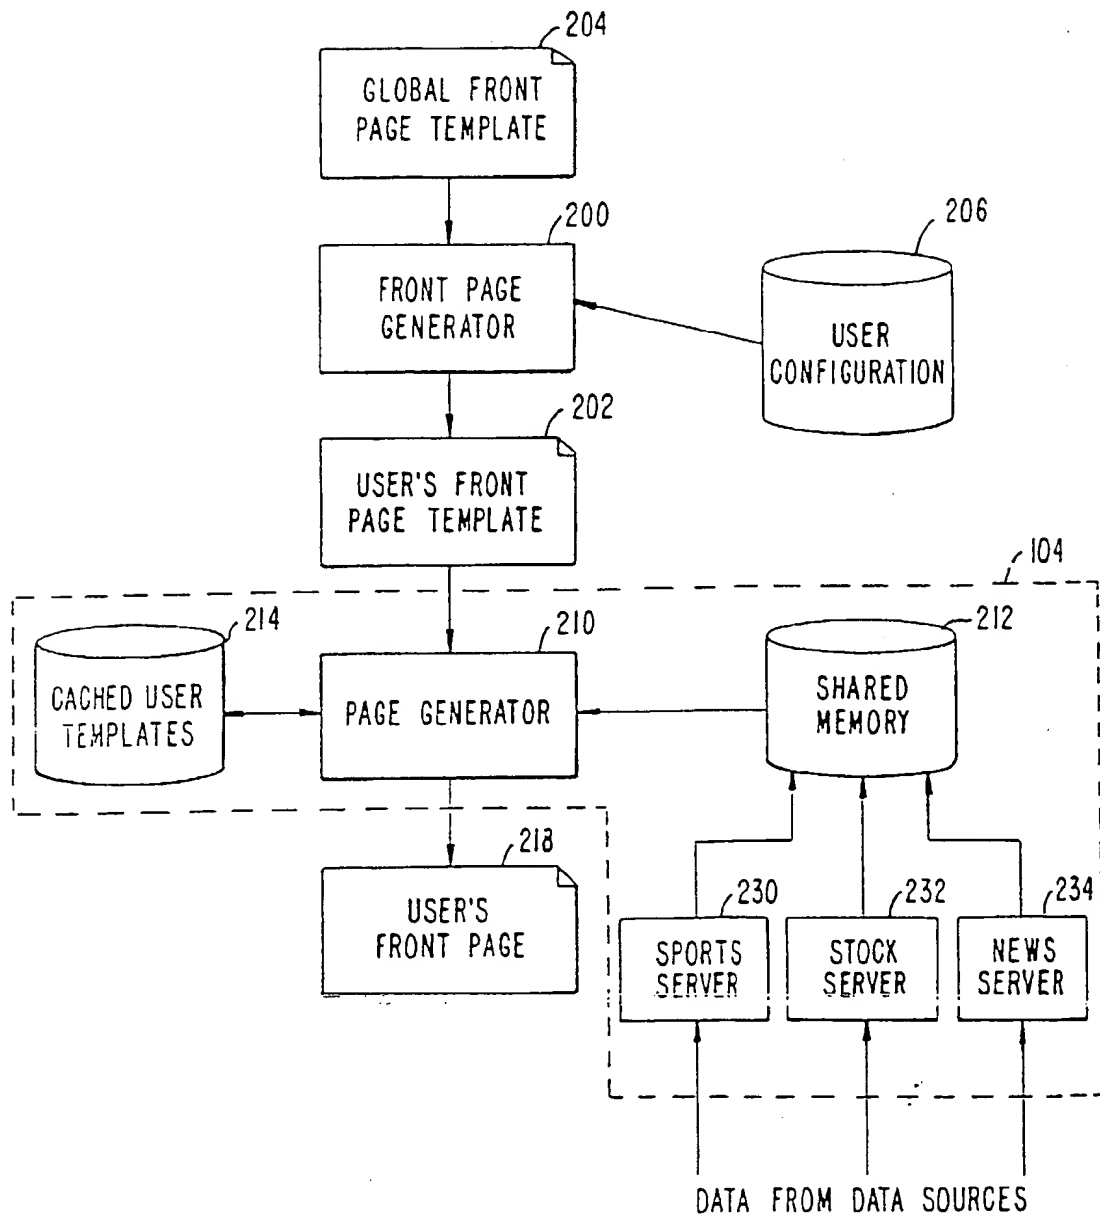 204
GLOBAL FRONT
PAGE TEMPLATE
200
FRONT PAGE
GENERATOR
206
USER
CONFIGURATION
202
USER'S FRONT
PAGE TEMPLATE
104
214
CACHED USER
TEMPLATES
210
PAGE GENERATOR
212
SHARED
MEMORY
218
USER'S
FRONT PAGE
230
SPORTS
SERVER
232
STOCK
SERVER
234
NEWS
SERVER
DATA FROM DATA SOURCES